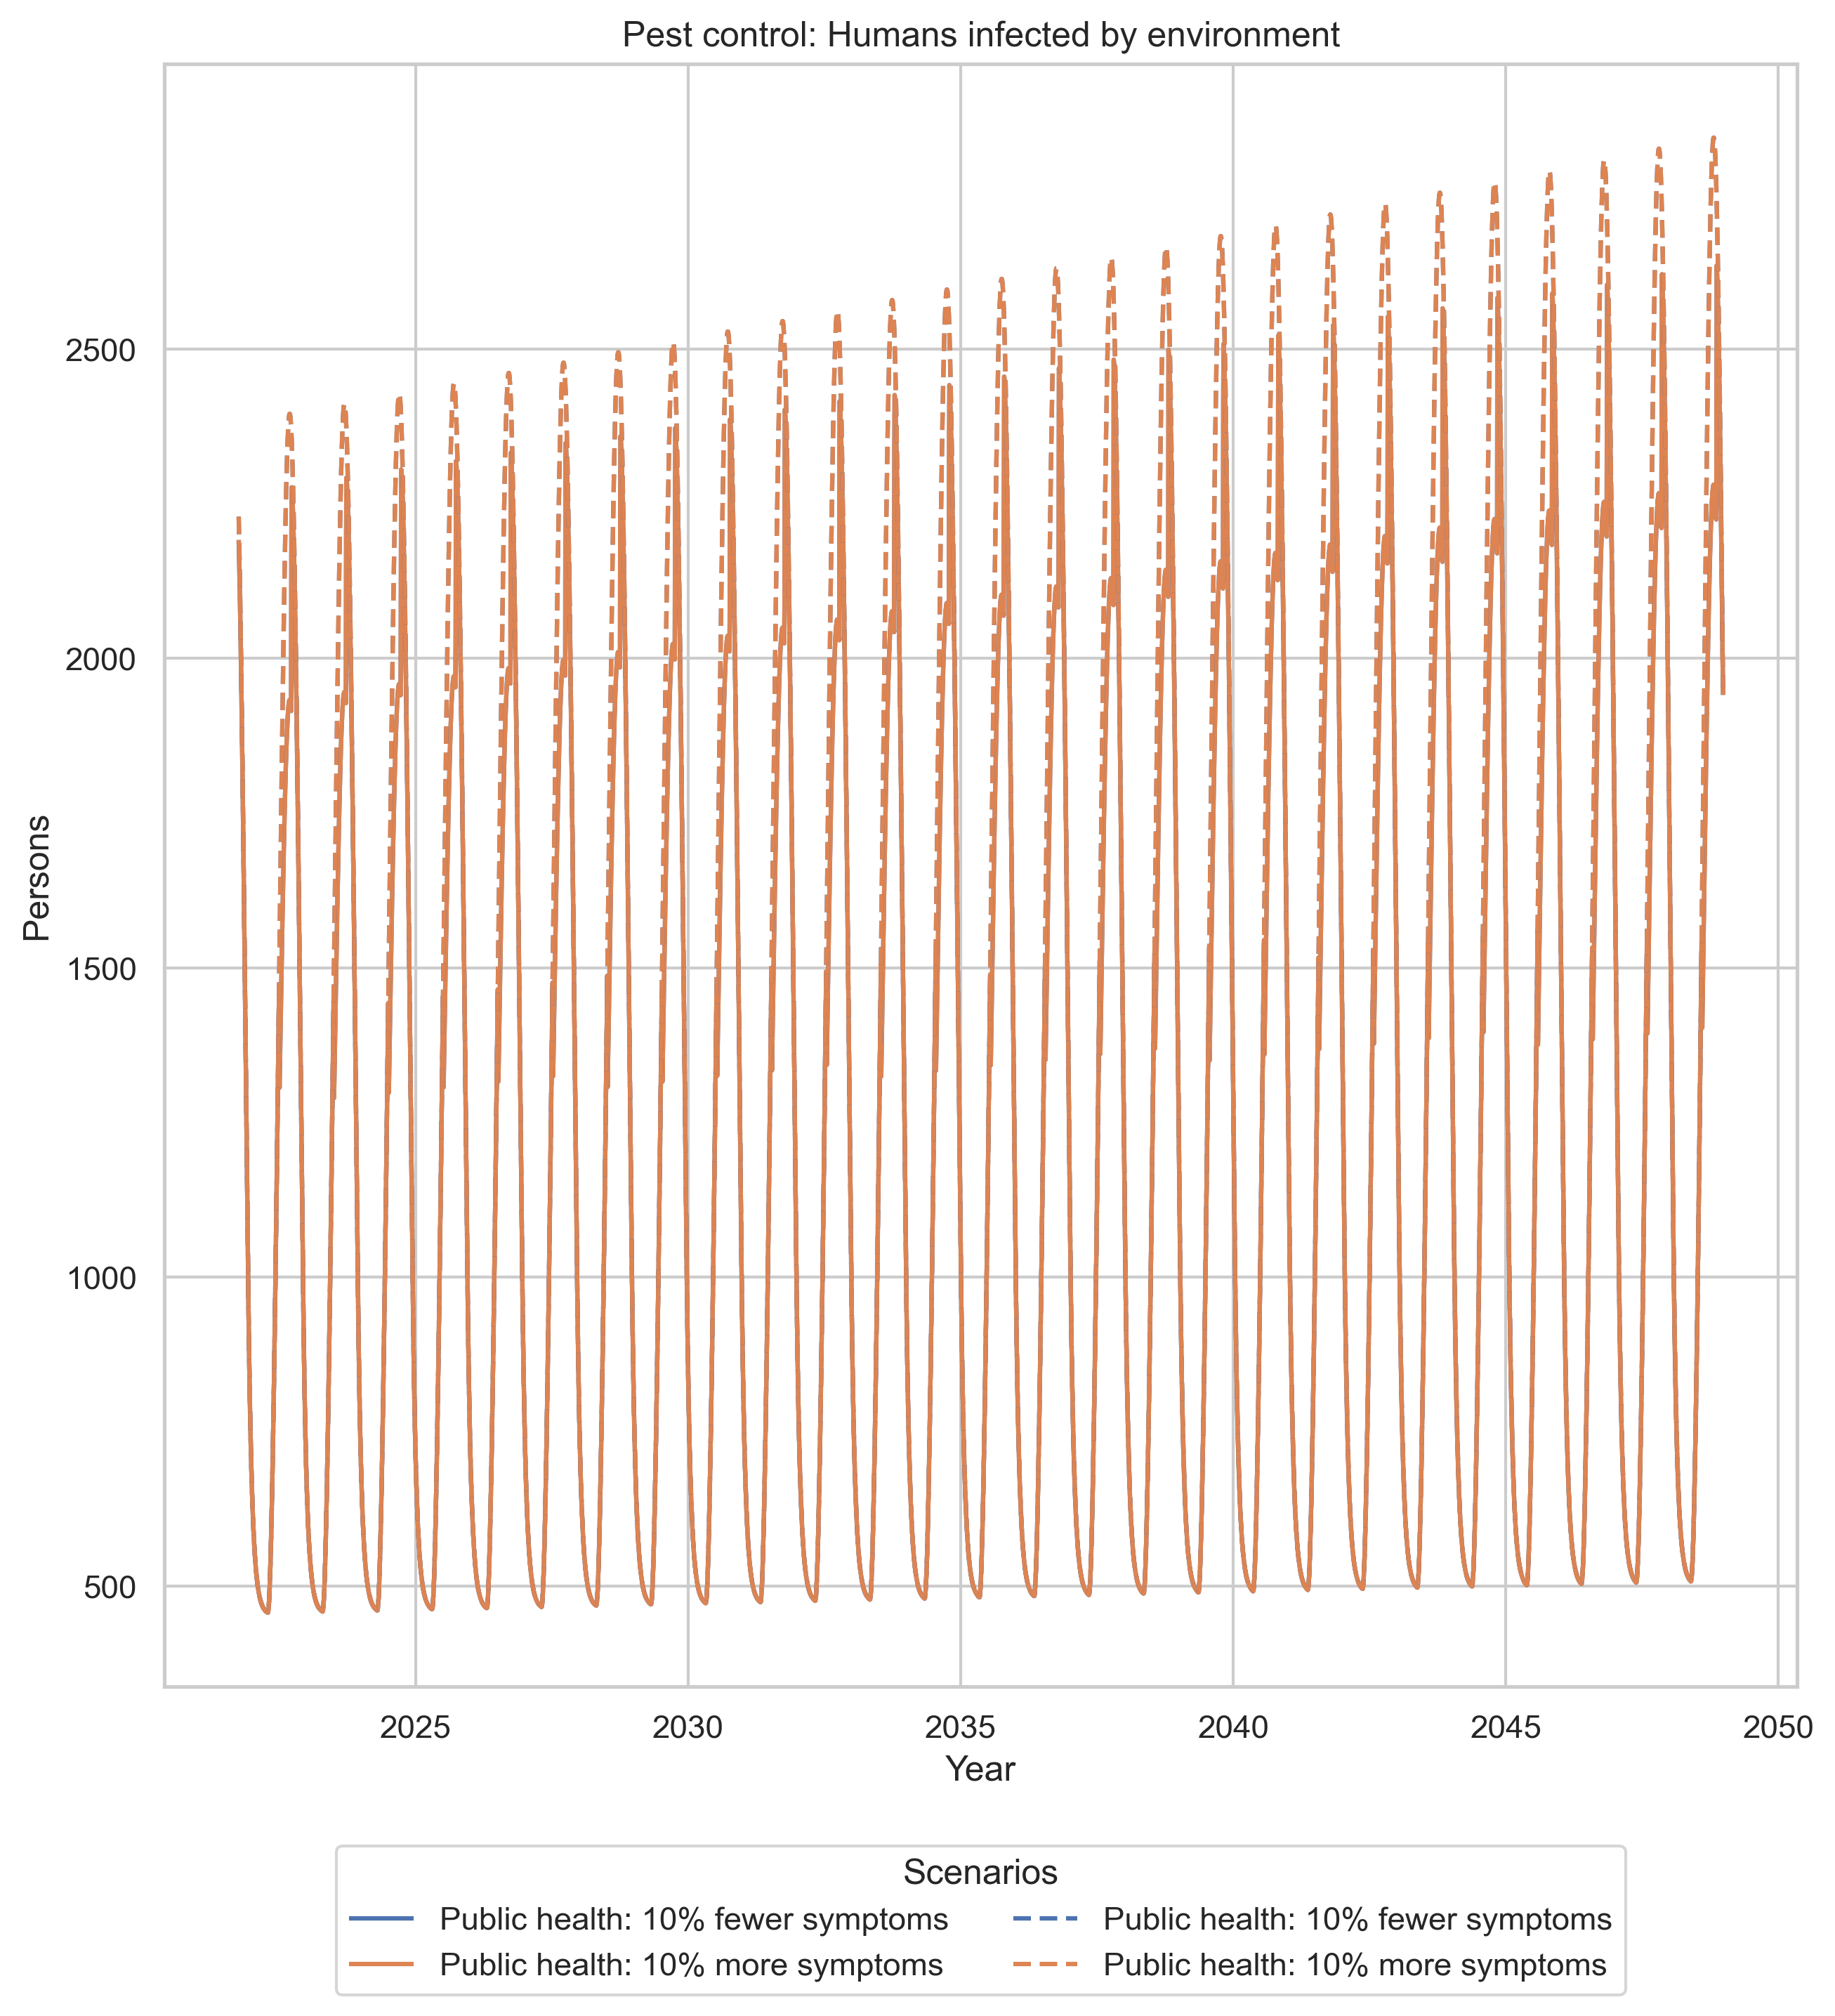 Pest control: Humans infected by environment
Persons
2500
2000
1500
1000
500
2025 2030 2035 2040 2045 2050
Year
Scenarios
Public health: 10% fewer symptoms Public health: 10% fewer symptoms
Public health: 10% more symptoms Public health: 10% more symptoms